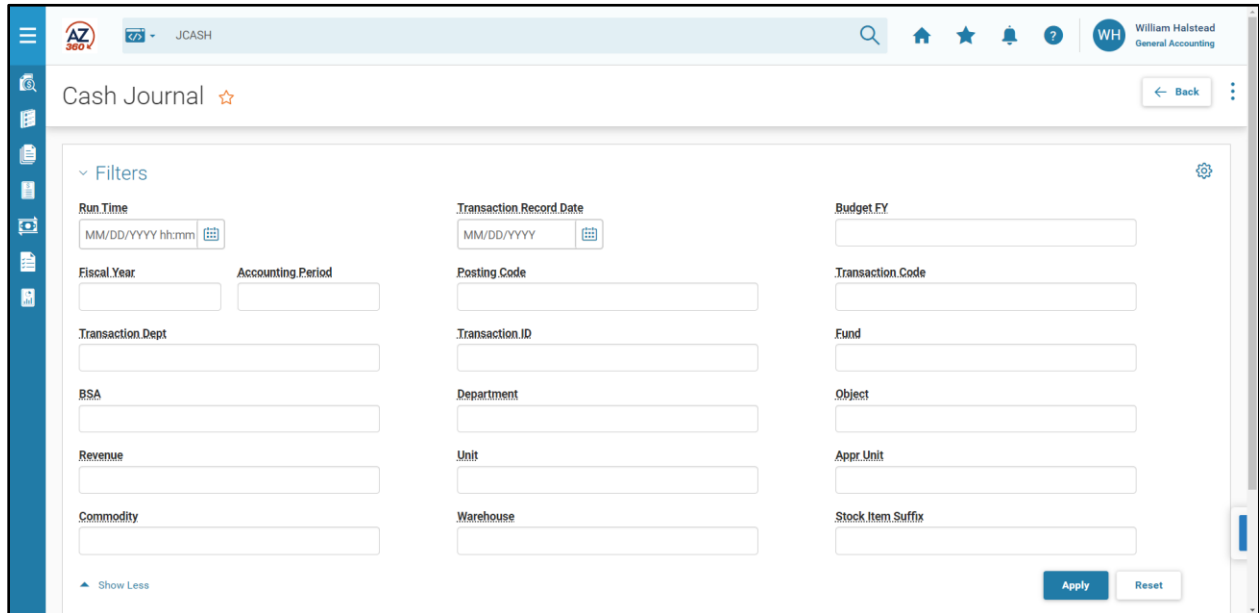 AZ
360
</>
JCASH
?
WH
William Halstead
General Accounting
Cash Journal
← Back
Filters
Run Time
Transaction Record Date
Budget FY
MM/DD/YYYY hh:mm
MM/DD/YYYY
Fiscal Year
Accounting Period
Posting Code
Transaction Code
Transaction Dept
Transaction ID
Fund
BSA
Department
Object
Revenue
Unit
Appr Unit
Commodity
Warehouse
Stock Item Suffix
Show Less
Apply
Reset